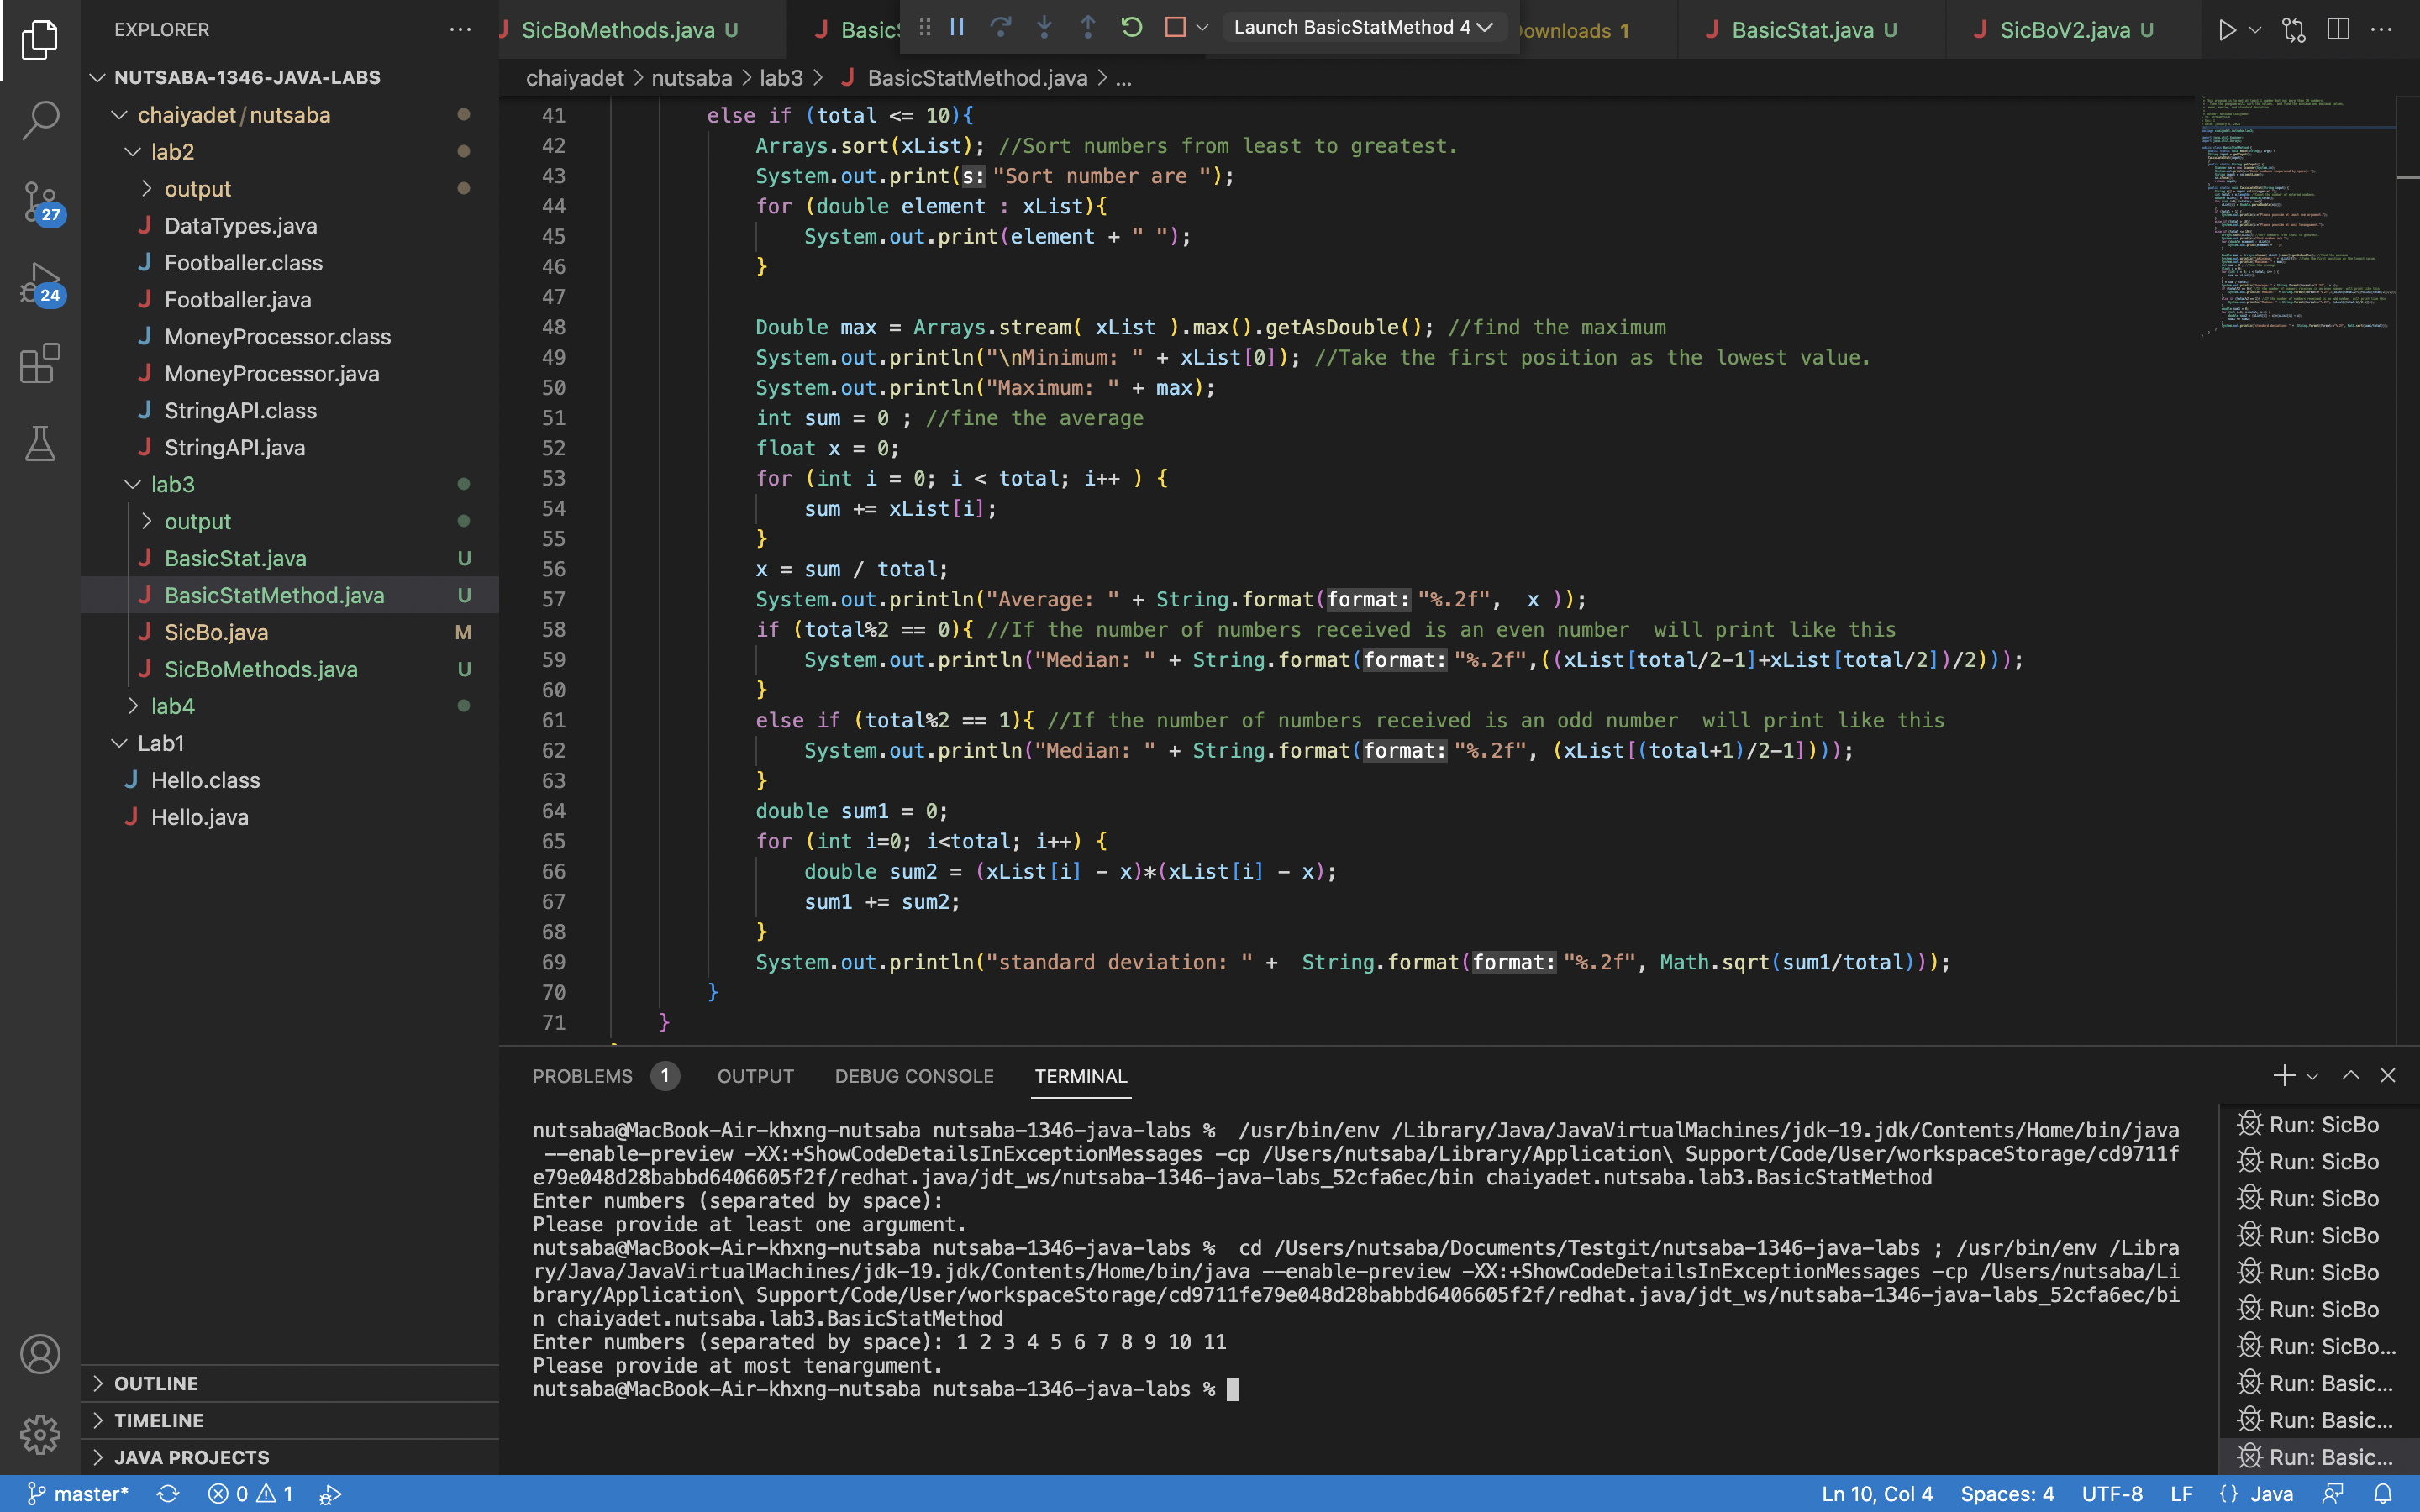 EXPLORER
NUTSABA-1346-JAVA-LABS
chaiyadet/nutsaba
lab2
output
DataTypes.java
Footballer.class
Footballer.java
MoneyProcessor.class
MoneyProcessor.java
StringAPI.class
StringAPI.java
lab3
output
BasicStat.java U
BasicStatMethod.java U
SicBo.java M
SicBoMethods.java U
lab4
Lab1
Hello.class
Hello.java
OUTLINE
TIMELINE
JAVA PROJECTS
27
24
SicBoMethods.java U
Launch BasicStatMethod 4
Downloads 1
BasicStat.java U
SicBoV2.java U
chaiyadet > nutsaba > lab3 > BasicStatMethod.java > ...
41 else if (total <= 10){
42 Arrays.sort(xList); //Sort numbers from least to greatest.
43 System.out.print(s:"Sort number are ");
44 for (double element : xList){
45 System.out.print(element + " ");
46 }
47
48 Double max = Arrays.stream( xList ).max().getAsDouble(); //find the maximum
49 System.out.println("\nMinimum: " + xList[0]); //Take the first position as the lowest value.
50 System.out.println("Maximum: " + max);
51 int sum = 0 ; //fine the average
52 float x = 0;
53 for (int i = 0; i < total; i++ ) {
54 sum += xList[i];
55 }
56 x = sum / total;
57 System.out.println("Average: " + String.format(format:"%.2f",  x ));
58 if (total%2 == 0){ //If the number of numbers received is an even number  will print like this
59 System.out.println("Median: " + String.format(format:"%.2f",((xList[total/2-1]+xList[total/2])/2)));
60 }
61 else if (total%2 == 1){ //If the number of numbers received is an odd number  will print like this
62 System.out.println("Median: " + String.format(format:"%.2f", (xList[(total+1)/2-1])));
63 }
64 double sum1 = 0;
65 for (int i=0; i<total; i++) {
66 double sum2 = (xList[i] - x)*(xList[i] - x);
67 sum1 += sum2;
68 }
69 System.out.println("standard deviation: " +  String.format(format:"%.2f", Math.sqrt(sum1/total)));
70 }
71 }
PROBLEMS 1 OUTPUT DEBUG CONSOLE TERMINAL
nutsaba@MacBook-Air-khxng-nutsaba nutsaba-1346-java-labs %  /usr/bin/env /Library/Java/JavaVirtualMachines/jdk-19.jdk/Contents/Home/bin/java
--enable-preview -XX:+ShowCodeDetailsInExceptionMessages -cp /Users/nutsaba/Library/Application\ Support/Code/User/workspaceStorage/cd9711f
e79e048d28babbd6406605f2f/redhat.java/jdt_ws/nutsaba-1346-java-labs_52cfa6ec/bin chaiyadet.nutsaba.lab3.BasicStatMethod
Enter numbers (separated by space):
Please provide at least one argument.
nutsaba@MacBook-Air-khxng-nutsaba nutsaba-1346-java-labs %  cd /Users/nutsaba/Documents/Testgit/nutsaba-1346-java-labs ; /usr/bin/env /Libra
ry/Java/JavaVirtualMachines/jdk-19.jdk/Contents/Home/bin/java --enable-preview -XX:+ShowCodeDetailsInExceptionMessages -cp /Users/nutsaba/Li
brary/Application\ Support/Code/User/workspaceStorage/cd9711fe79e048d28babbd6406605f2f/redhat.java/jdt_ws/nutsaba-1346-java-labs_52cfa6ec/bi
n chaiyadet.nutsaba.lab3.BasicStatMethod
Enter numbers (separated by space): 1 2 3 4 5 6 7 8 9 10 11
Please provide at most tenargument.
nutsaba@MacBook-Air-khxng-nutsaba nutsaba-1346-java-labs %
Run: SicBo
Run: SicBo
Run: SicBo
Run: SicBo
Run: SicBo
Run: SicBo
Run: SicBo...
Run: Basic...
Run: Basic...
Run: Basic...
master* 0 1 Ln 10, Col 4 Spaces: 4 UTF-8 LF {} Java